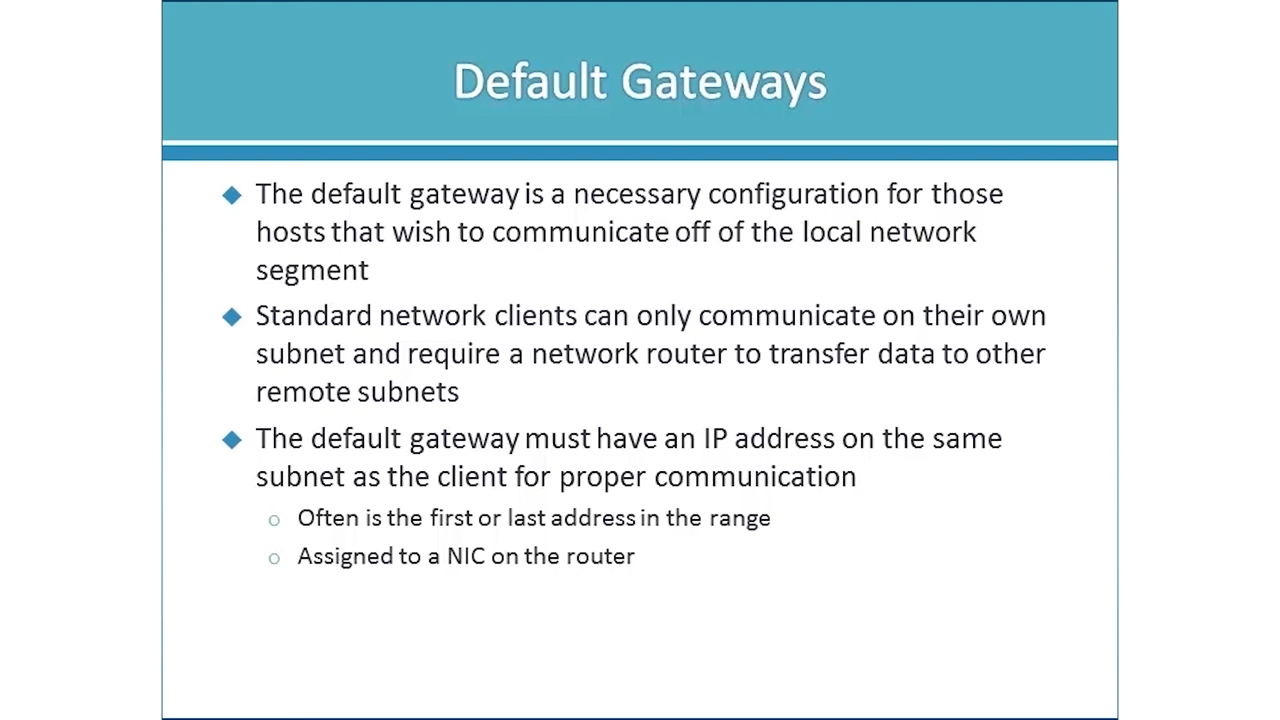 Default Gateways
The default gateway is a necessary configuration for those
hosts that wish to communicate off of the local network
segment
Standard network clients can only communicate on their own
subnet and require a network router to transfer data to other
remote subnets
The default gateway must have an IP address on the same
subnet as the client for proper communication
Often is the first or last address in the range
Assigned to a NIC on the router